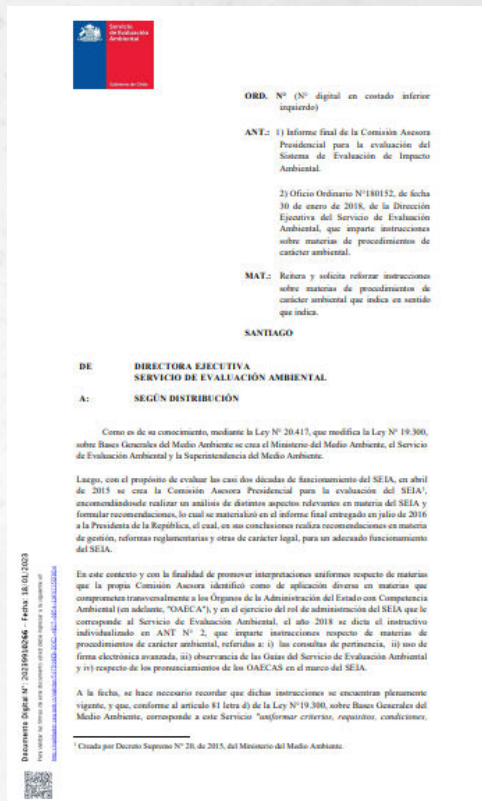 Servicio
de Evaluación
Ambiental
Gobierno de Chile
ORD. N° (N° digital en costado inferior
izquierdo)
ANT.: 1) Informe final de la Comisión Asesora
Presidencial para la evaluación del
Sistema de Evaluación de Impacto
Ambiental.
2) Oficio Ordinario N°180152, de fecha
30 de enero de 2018, de la Dirección
Ejecutiva del Servicio de Evaluación
Ambiental, que imparte instrucciones
sobre materias de procedimientos de
carácter ambiental.
MAT.: Reitera y solicita reforzar instrucciones
sobre materias de procedimientos de
carácter ambiental que indica en sentido
que indica.
SANTIAGO
DE DIRECTORA EJECUTIVA
SERVICIO DE EVALUACIÓN AMBIENTAL
A: SEGÚN DISTRIBUCIÓN
Como es de su conocimiento, mediante la Ley N° 20.417, que modifica la Ley N° 19.300,
sobre Bases Generales del Medio Ambiente se crea el Ministerio del Medio Ambiente, el Servicio
de Evaluación Ambiental y la Superintendencia del Medio Ambiente.
Luego, con el propósito de evaluar las casi dos décadas de funcionamiento del SEIA, en abril
de 2015 se crea la Comisión Asesora Presidencial para la evaluación del SEIA¹,
encomendándosele realizar un análisis de distintos aspectos relevantes en materia del SEIA y
formular recomendaciones, lo cual se materializó en el informe final entregado en julio de 2016
a la Presidenta de la República, el cual, en sus conclusiones realiza recomendaciones en materia
de gestión, reformas reglamentarias y otras de carácter legal, para un adecuado funcionamiento
del SEIA.
En este contexto y con la finalidad de promover interpretaciones uniformes respecto de materias
que la propia Comisión Asesora identificó como de aplicación diversa en materias que
comprometen transversalmente a los Órganos de la Administración del Estado con Competencia
Ambiental (en adelante, "OAECA"), y en el ejercicio del rol de administración del SEIA que le
corresponde al Servicio de Evaluación Ambiental, el año 2018 se dicta el instructivo
individualizado en ANT N° 2, que imparte instrucciones respecto de materias de
procedimientos de carácter ambiental, referidas a: i) las consultas de pertinencia, ii) uso de
firma electrónica avanzada, iii) observancia de las Guías del Servicio de Evaluación Ambiental
y iv) respecto de los pronunciamientos de los OAECAS en el marco del SEIA.
A la fecha, se hace necesario recordar que dichas instrucciones se encuentran plenamente
vigente, y que, conforme al artículo 81 letra d) de la Ley N°19.300, sobre Bases Generales del
Medio Ambiente, corresponde a este Servicio "uniformar criterios, requisitos, condiciones,
¹ Creada por Decreto Supremo N° 20, de 2015, del Ministerio del Medio Ambiente.
Documento Digital N°: 20239910266 - Fecha: 18/01/2023